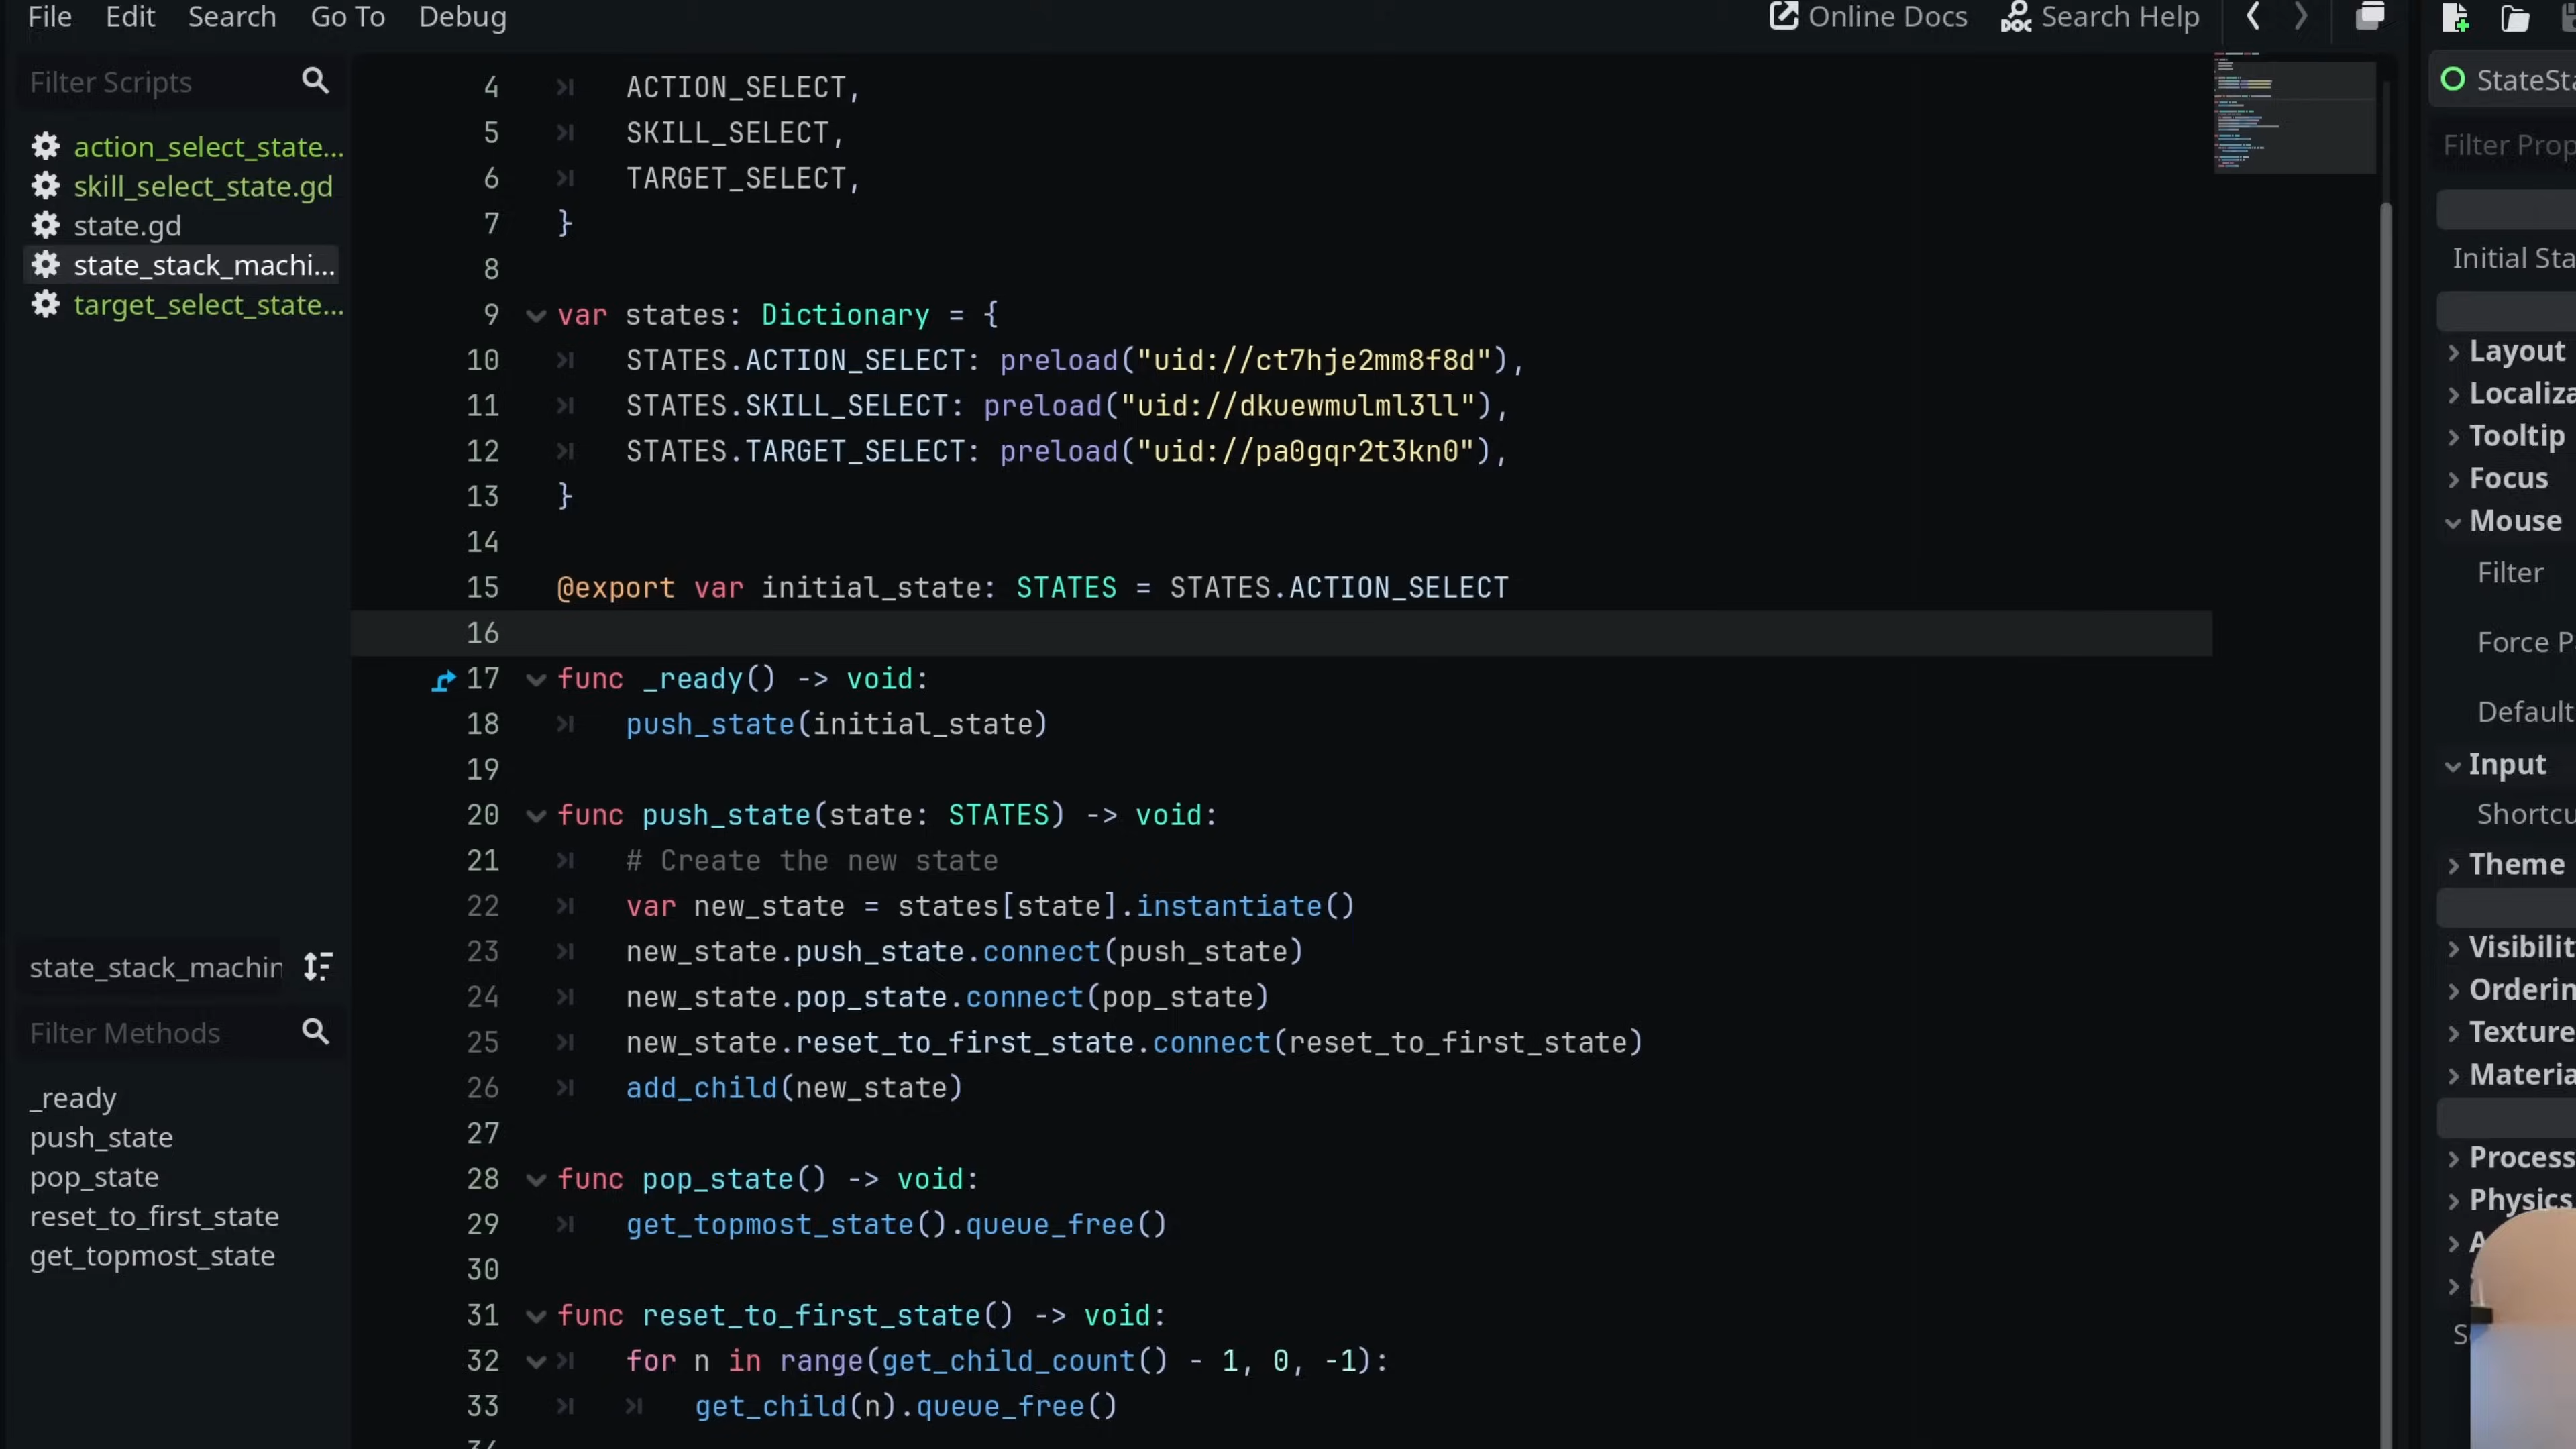 File Edit Search Go To Debug
Online Docs Search Help
Filter Scripts
action_select_state...
skill_select_state.gd
state.gd
state_stack_machi...
target_select_state...
state_stack_machin
Filter Methods
_ready
push_state
pop_state
reset_to_first_state
get_topmost_state
4 ACTION_SELECT,
5 SKILL_SELECT,
6 TARGET_SELECT,
7 }
8
9 var states: Dictionary = {
10 STATES.ACTION_SELECT: preload("uid://ct7hje2mm8f8d"),
11 STATES.SKILL_SELECT: preload("uid://dkuewmulml3ll"),
12 STATES.TARGET_SELECT: preload("uid://pa0gqr2t3kn0"),
13 }
14
15 @export var initial_state: STATES = STATES.ACTION_SELECT
16
17 func _ready() -> void:
18 push_state(initial_state)
19
20 func push_state(state: STATES) -> void:
21 # Create the new state
22 var new_state = states[state].instantiate()
23 new_state.push_state.connect(push_state)
24 new_state.pop_state.connect(pop_state)
25 new_state.reset_to_first_state.connect(reset_to_first_state)
26 add_child(new_state)
27
28 func pop_state() -> void:
29 get_topmost_state().queue_free()
30
31 func reset_to_first_state() -> void:
32 for n in range(get_child_count() - 1, 0, -1):
33 get_child(n).queue_free()
StateSta
Filter Prop
Initial Sta
Layout
Localiza
Tooltip
Focus
Mouse
Filter
Force P
Default
Input
Shortcu
Theme
Visibilit
Orderin
Texture
Materia
Process
Physics